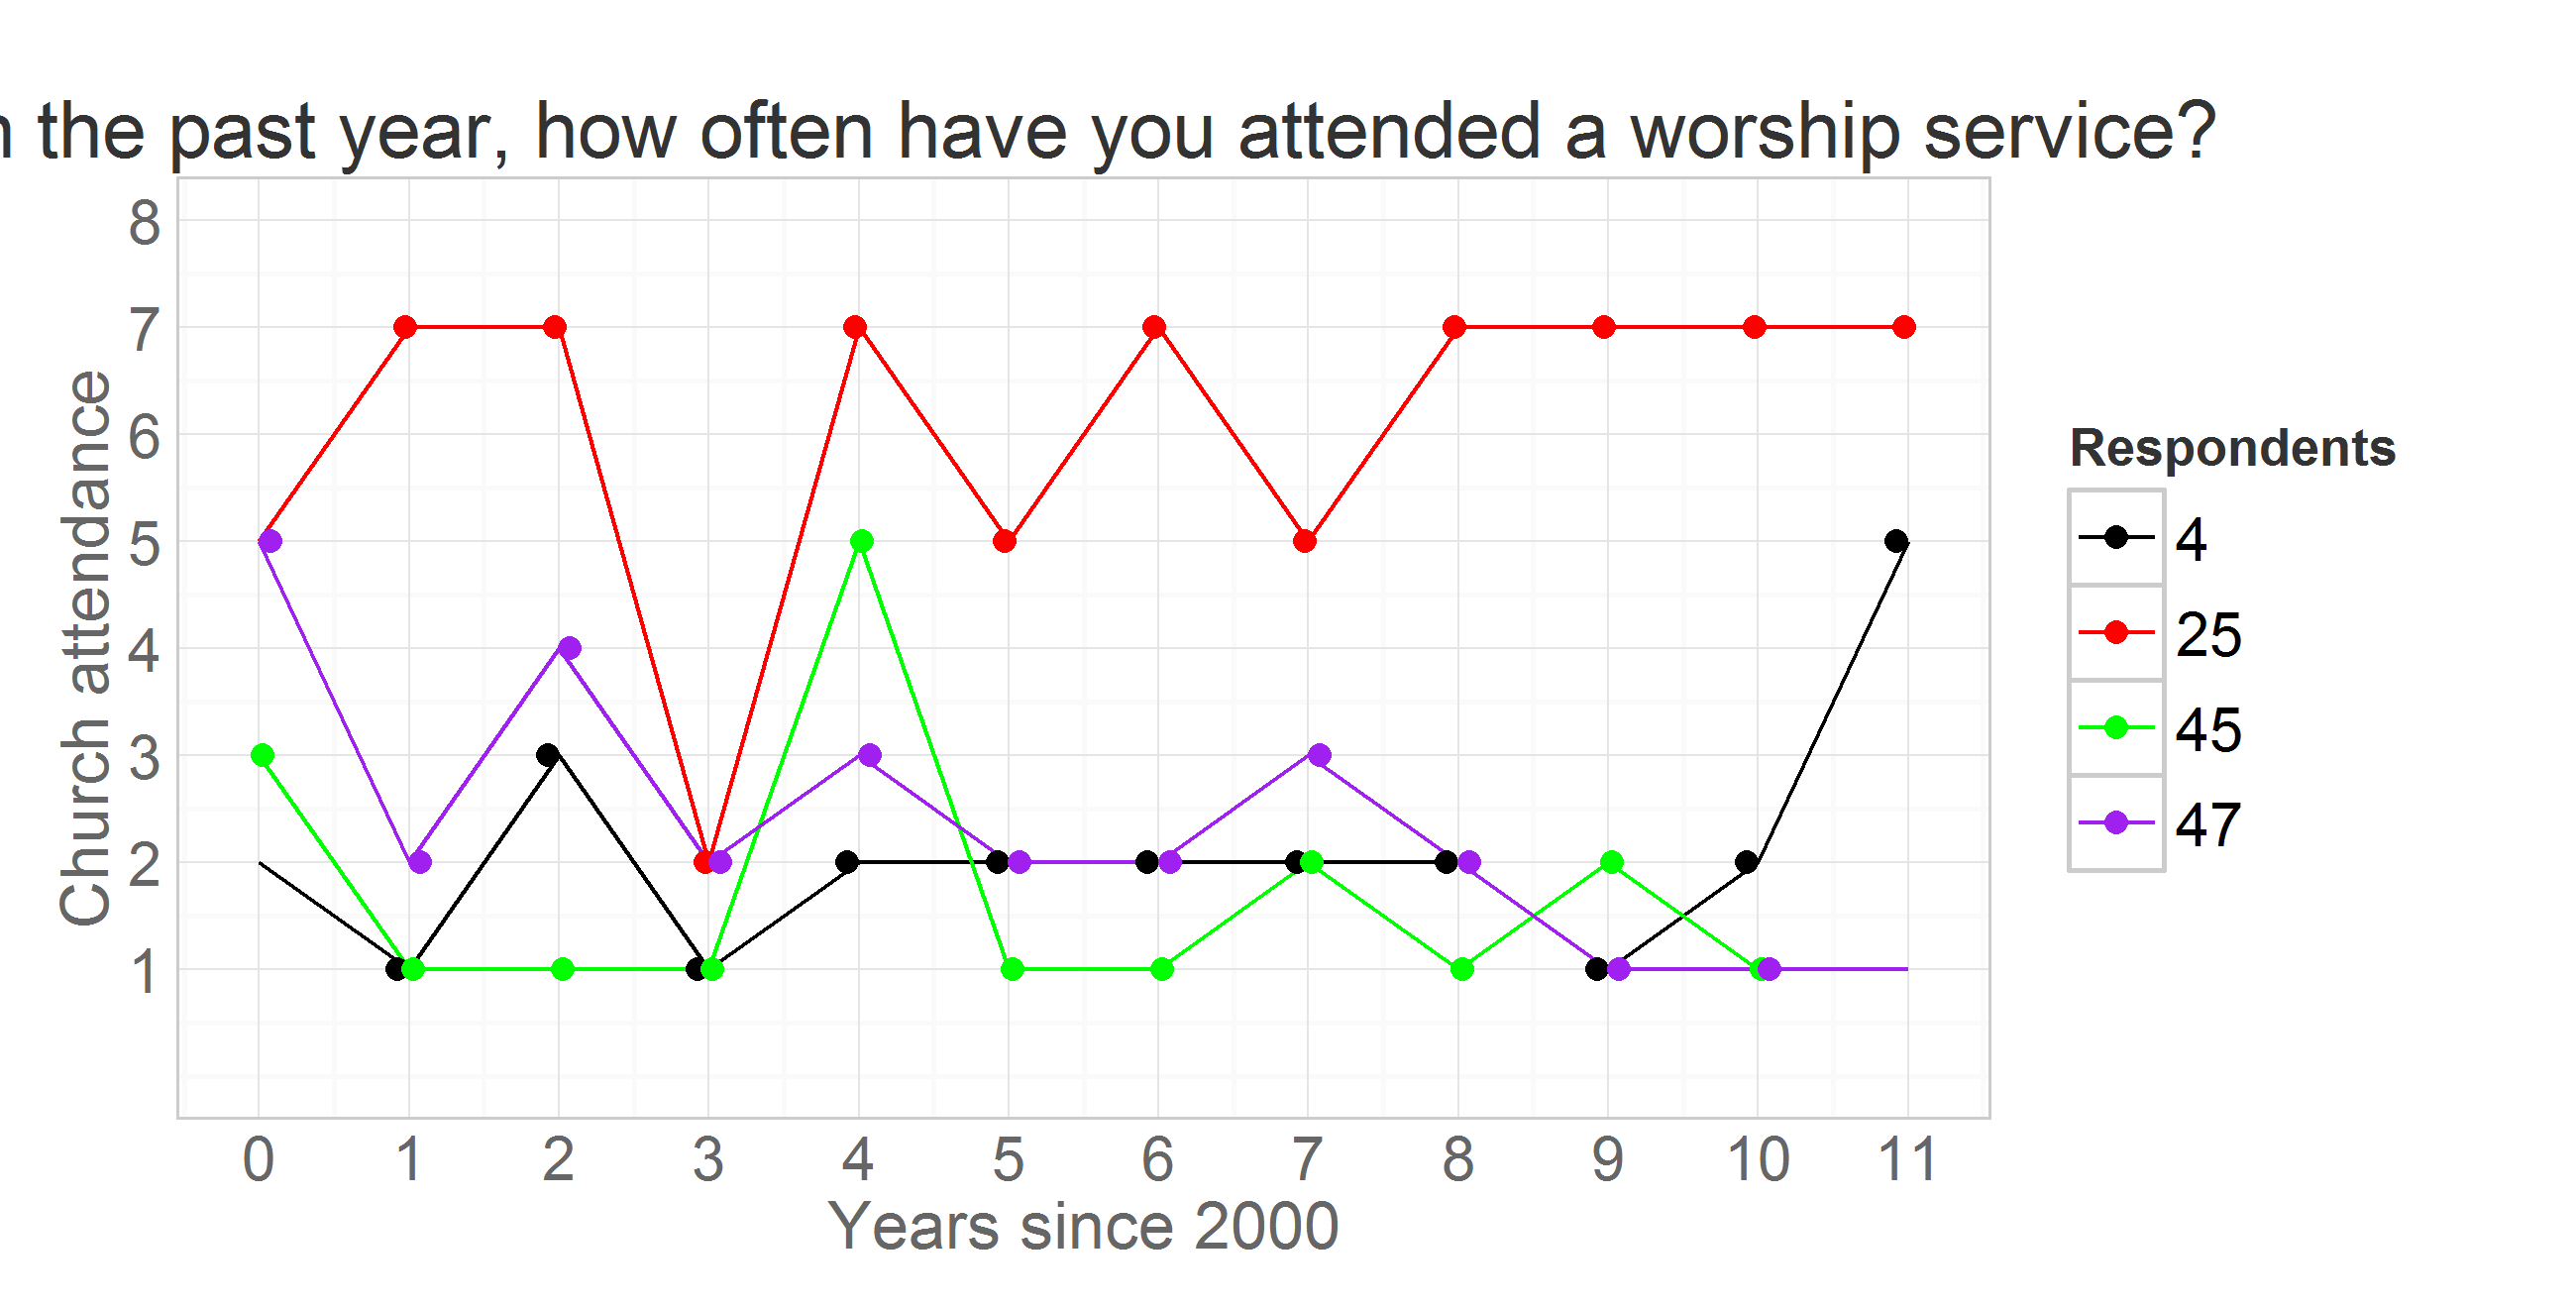 the past year, how often have you attended a worship service?
Church attendance
8
7
6
5
4
3
2
1
0 1 2 3 4 5 6 7 8 9 10 11
Years since 2000
Respondents
4
25
45
47